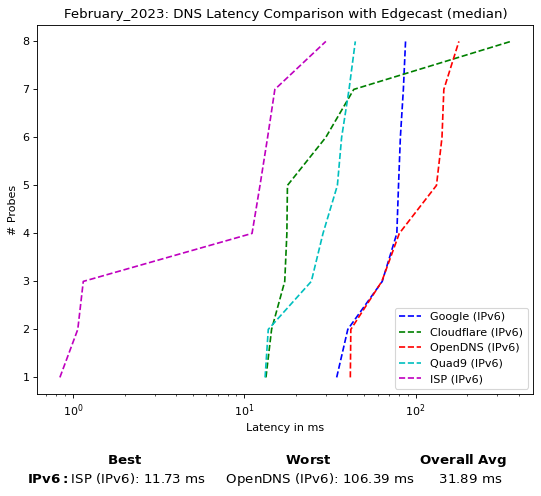 February_2023: DNS Latency Comparison with Edgecast (median)
8
7
6
5
4
3
2
1
# Probes
10⁰ 10¹ 10²
Latency in ms
Google (IPv6)
Cloudflare (IPv6)
OpenDNS (IPv6)
Quad9 (IPv6)
ISP (IPv6)
Best Worst Overall Avg
IPv6: ISP (IPv6): 11.73 ms OpenDNS (IPv6): 106.39 ms 31.89 ms